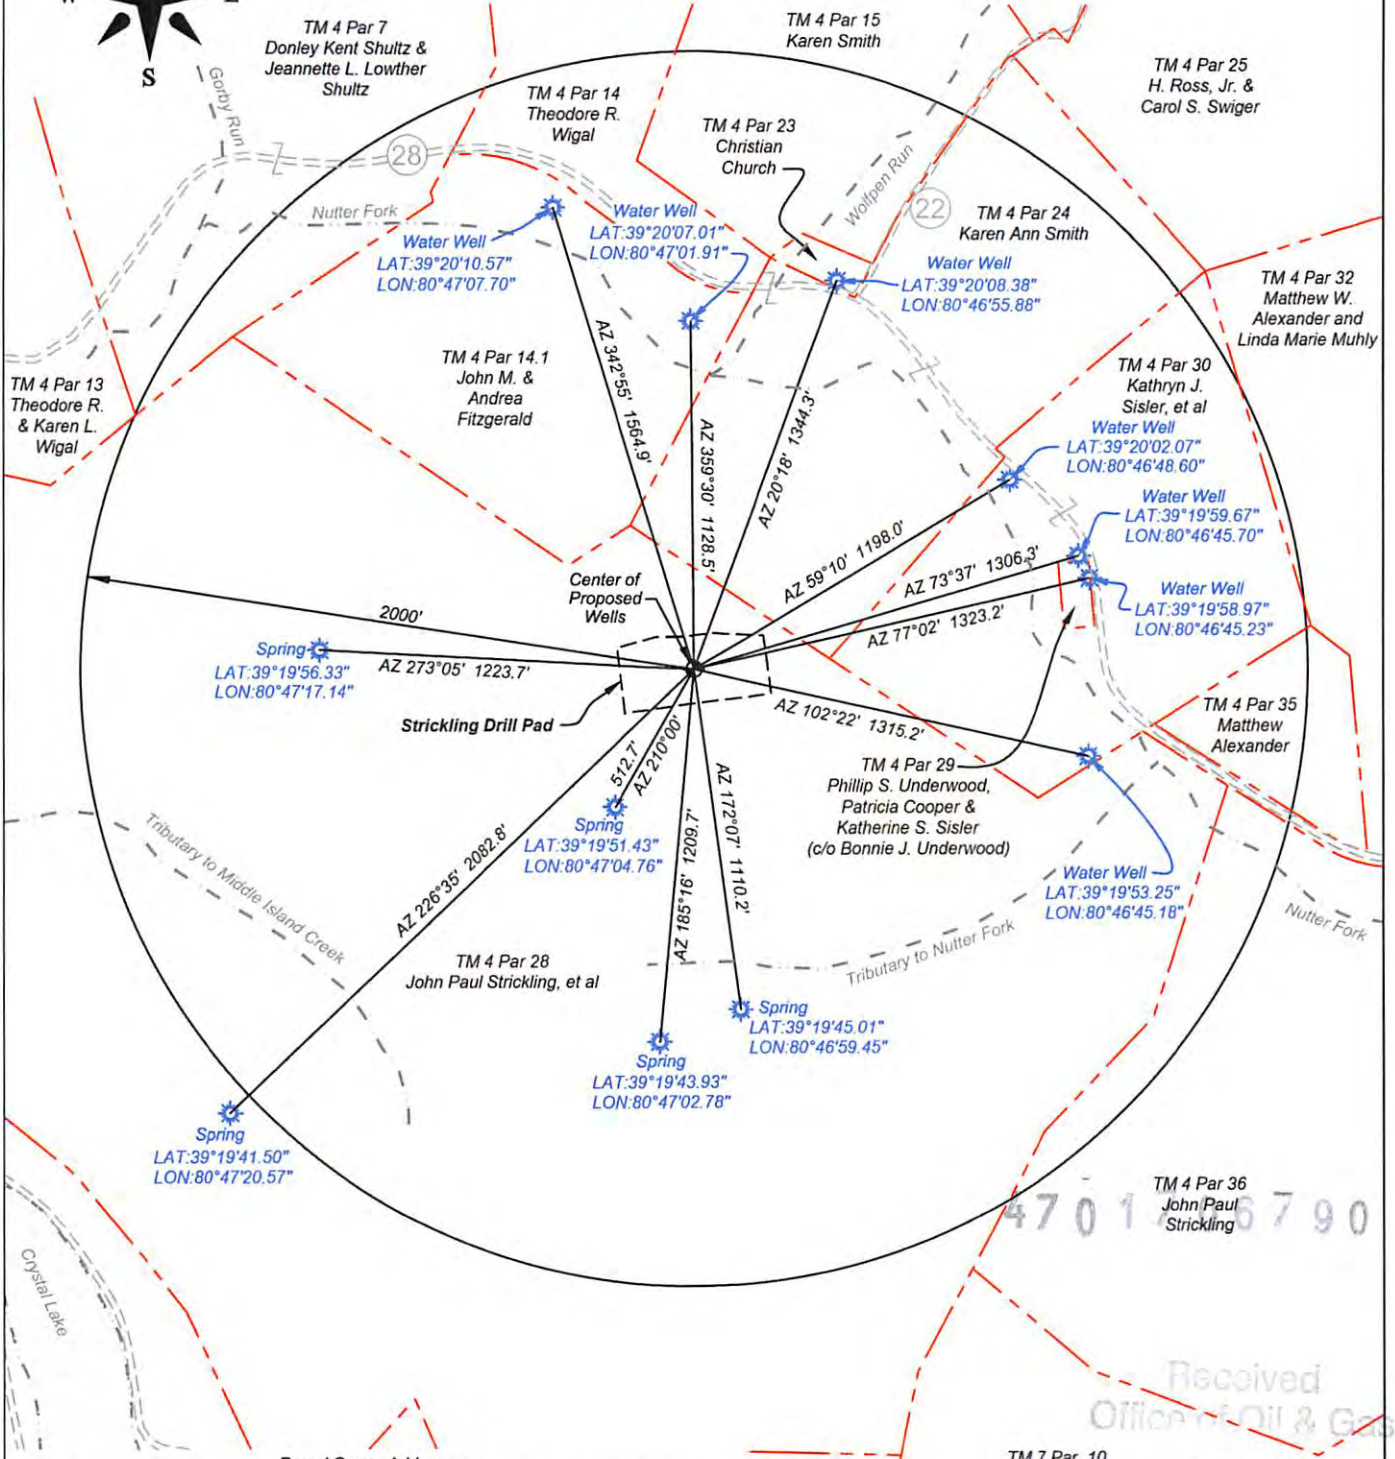 S
TM 4 Par 7
Donley Kent Shultz &
Jeannette L. Lowther
Shultz
TM 4 Par 15
Karen Smith
TM 4 Par 25
H. Ross, Jr. &
Carol S. Swiger
Gorby Run
TM 4 Par 14
Theodore R.
Wigal
TM 4 Par 23
Christian
Church
Wolfpen Run
28
22
TM 4 Par 24
Karen Ann Smith
Nutter Fork
Water Well
LAT:39°20'10.57"
LON:80°47'07.70"
Water Well
LAT:39°20'07.01"
LON:80°47'01.91"
Water Well
LAT:39°20'08.38"
LON:80°46'55.88"
TM 4 Par 32
Matthew W.
Alexander and
Linda Marie Muhly
TM 4 Par 13
Theodore R.
& Karen L.
Wigal
TM 4 Par 14.1
John M. &
Andrea
Fitzgerald
TM 4 Par 30
Kathryn J.
Sisler, et al
Water Well
LAT:39°20'02.07"
LON:80°46'48.60"
AZ 342°55' 1564.9'
AZ 359°30' 1128.5'
AZ 20°18' 1344.3'
AZ 59°10' 1198.0'
Water Well
LAT:39°19'59.67"
LON:80°46'45.70"
AZ 73°37' 1306.3'
AZ 77°02' 1323.2'
Water Well
LAT:39°19'58.97"
LON:80°46'45.23"
Center of
Proposed
Wells
2000'
Spring
LAT:39°19'56.33"
LON:80°47'17.14"
AZ 273°05' 1223.7'
Strickling Drill Pad
AZ 102°22' 1315.2'
TM 4 Par 35
Matthew
Alexander
512.7'
AZ 210°00'
TM 4 Par 29
Phillip S. Underwood,
Patricia Cooper &
Katherine S. Sisler
(c/o Bonnie J. Underwood)
Spring
LAT:39°19'51.43"
LON:80°47'04.76"
AZ 172°07' 1110.2'
AZ 185°16' 1209.7'
AZ 226°35' 2082.8'
Tributary to Middle Island Creek
Water Well
LAT:39°19'53.25"
LON:80°46'45.18"
Nutter Fork
Tributary to Nutter Fork
TM 4 Par 28
John Paul Strickling, et al
Spring
LAT:39°19'45.01"
LON:80°46'59.45"
Spring
LAT:39°19'43.93"
LON:80°47'02.78"
Spring
LAT:39°19'41.50"
LON:80°47'20.57"
TM 4 Par 36
John Paul
Strickling
4701706790
Crystal Lake
Received
Office of Oil & Gas
TM 7 Par 10